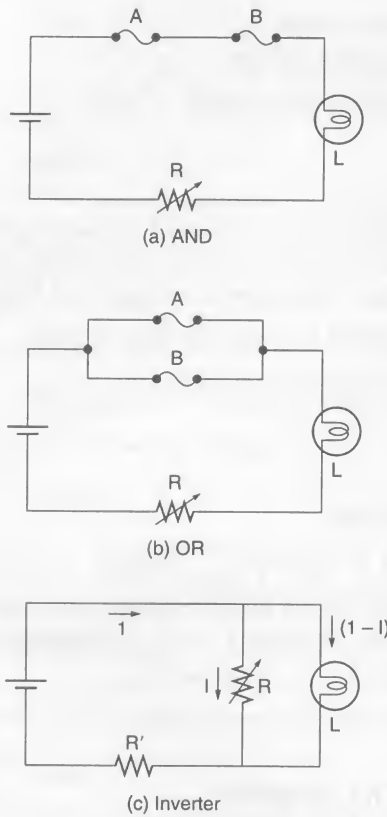 A B
L
R
(a) AND
A
B
L
R
(b) OR
1
(1 – I)
I R
L
R'
(c) Inverter